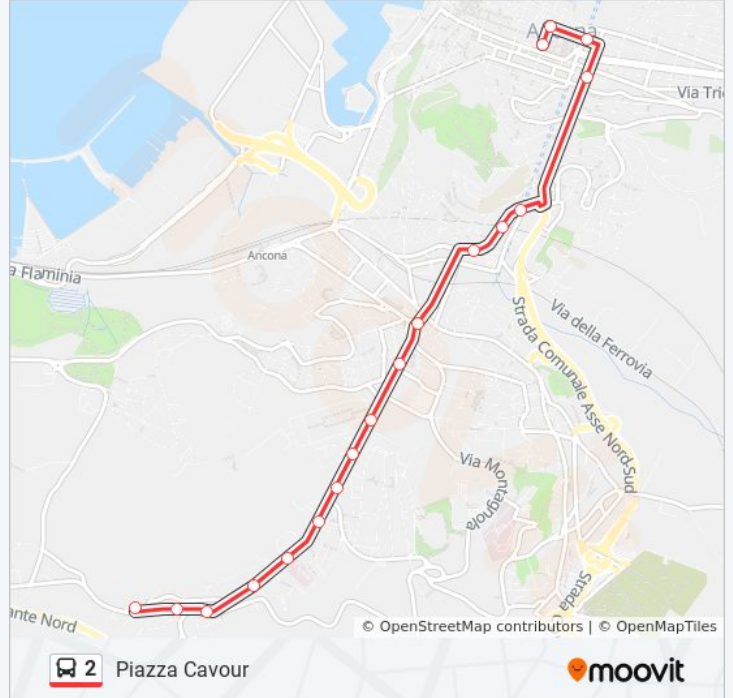 Via Tri
Ancona
a Flaminia
Via della Ferrovia
Strada Comunale Asse Nord-Sud
Via Montagnola
ante Nord
© OpenStreetMap contributors | © OpenMapTiles
2 Piazza Cavour
moovit